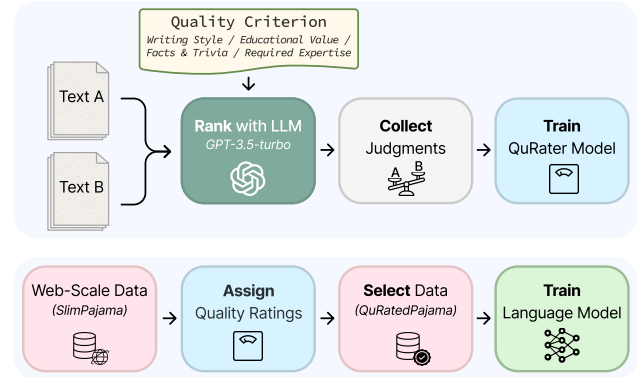 Quality Criterion
Writing Style / Educational Value /
Facts & Trivia / Required Expertise
Text A
Text B
Rank with LLM
GPT-3.5-turbo
Collect
Judgments
A B
Train
QuRater Model
Web-Scale Data
(SlimPajama)
Assign
Quality Ratings
Select Data
(QuRatedPajama)
Train
Language Model